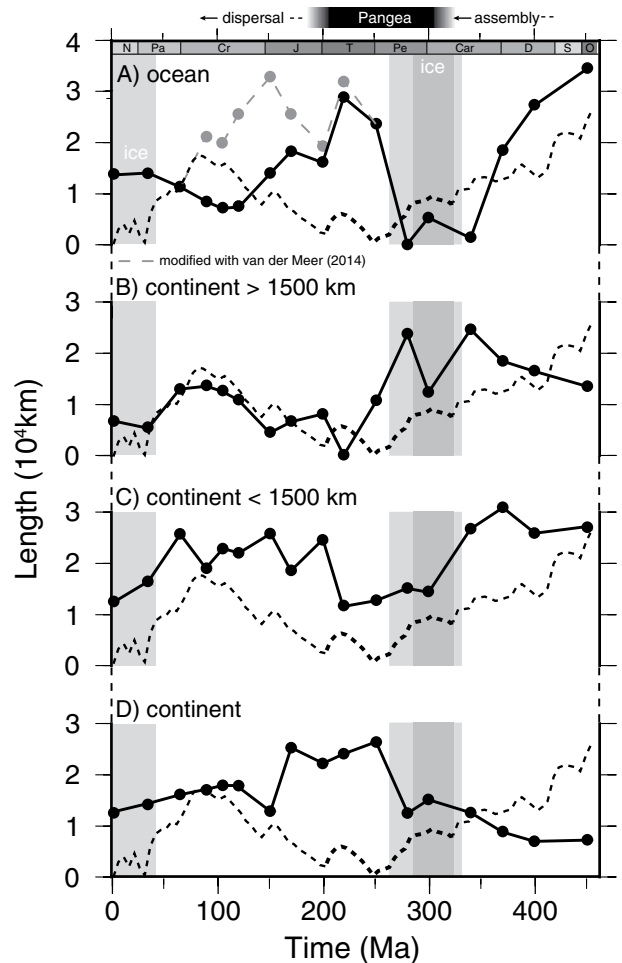 dispersal Pangea assembly
N Pa Cr J T Pe Car D S O
A) ocean
ice
ice
4
3
2
1
0
modified with van der Meer (2014)
B) continent > 1500 km
3
2
1
0
C) continent < 1500 km
3
2
1
0
D) continent
3
2
1
0
Length (10⁴km)
0 100 200 300 400
Time (Ma)